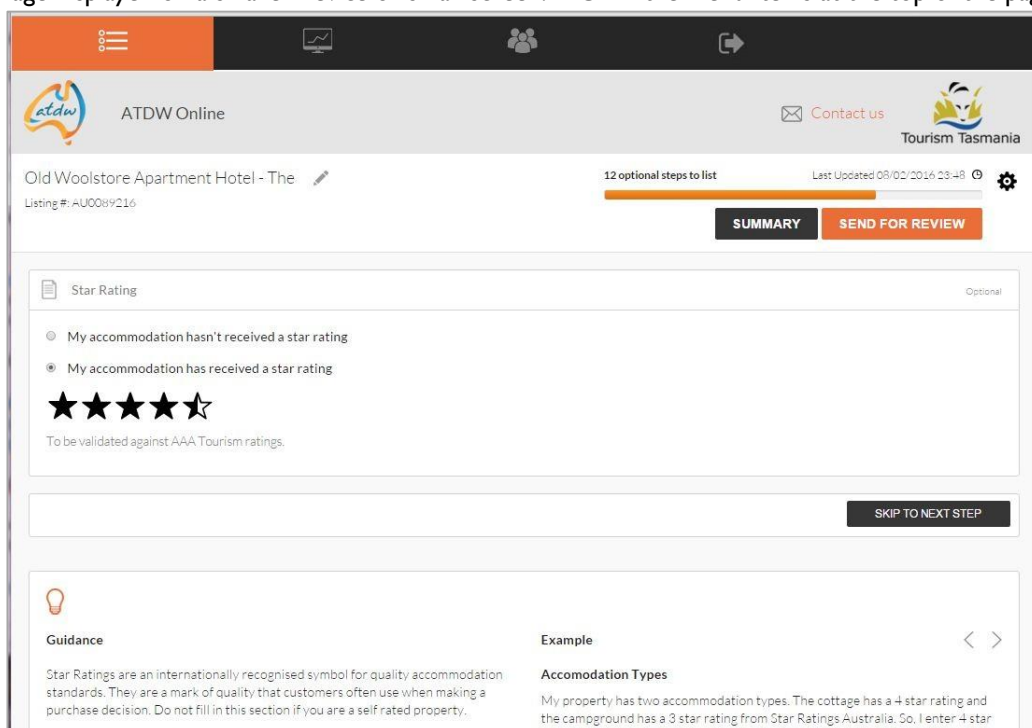 atdw
ATDW Online
Contact us
Tourism Tasmania
Old Woolstore Apartment Hotel - The
Listing #: AU0089216
12 optional steps to list
Last Updated 08/02/2016 23:48
SUMMARY
SEND FOR REVIEW
Star Rating
Optional
My accommodation hasn't received a star rating
My accommodation has received a star rating
To be validated against AAA Tourism ratings.
SKIP TO NEXT STEP
Guidance
Star Ratings are an internationally recognised symbol for quality accommodation
standards. They are a mark of quality that customers often use when making a
purchase decision. Do not fill in this section if you are a self rated property.
Example
Accomodation Types
My property has two accommodation types. The cottage has a 4 star rating and
the campground has a 3 star rating from Star Ratings Australia. So, I enter 4 star